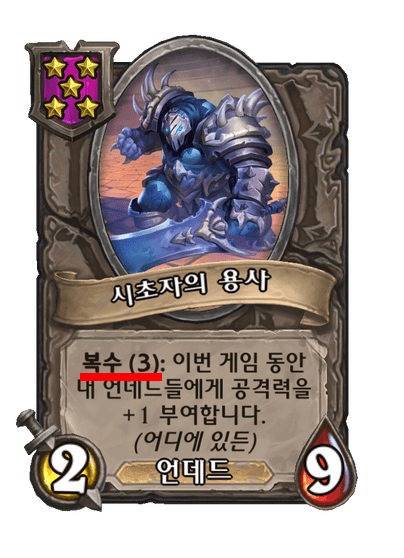 시초자의 용사
복수 (3): 이번 게임 동안
내 언데드들에게 공격력을
+1 부여합니다.
(어디에 있든)
2
언데드
9